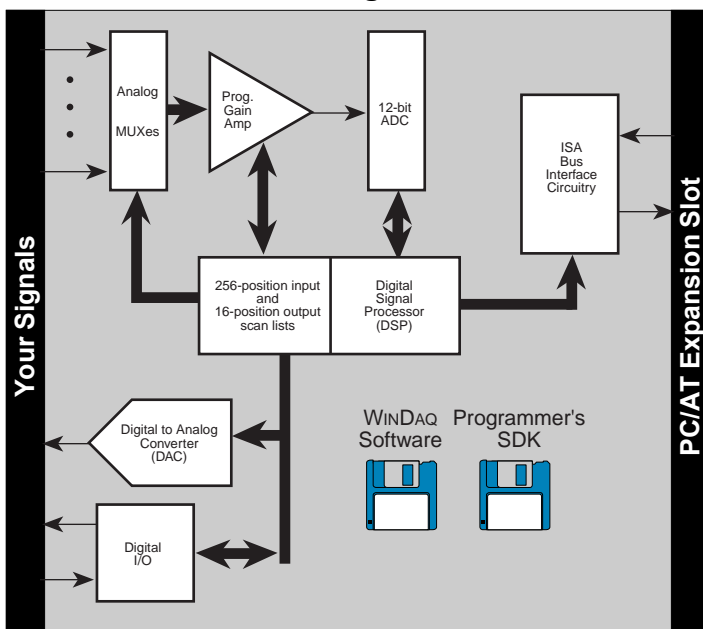 Your Signals
Analog
MUXes
Prog.
Gain
Amp
12-bit
ADC
ISA
Bus
Interface
Circuitry
PC/AT Expansion Slot
256-position input
and
16-position output
scan lists
Digital
Signal
Processor
(DSP)
Digital to Analog
Converter
(DAC)
WINDAQ
Software
Programmer's
SDK
Digital
I/O